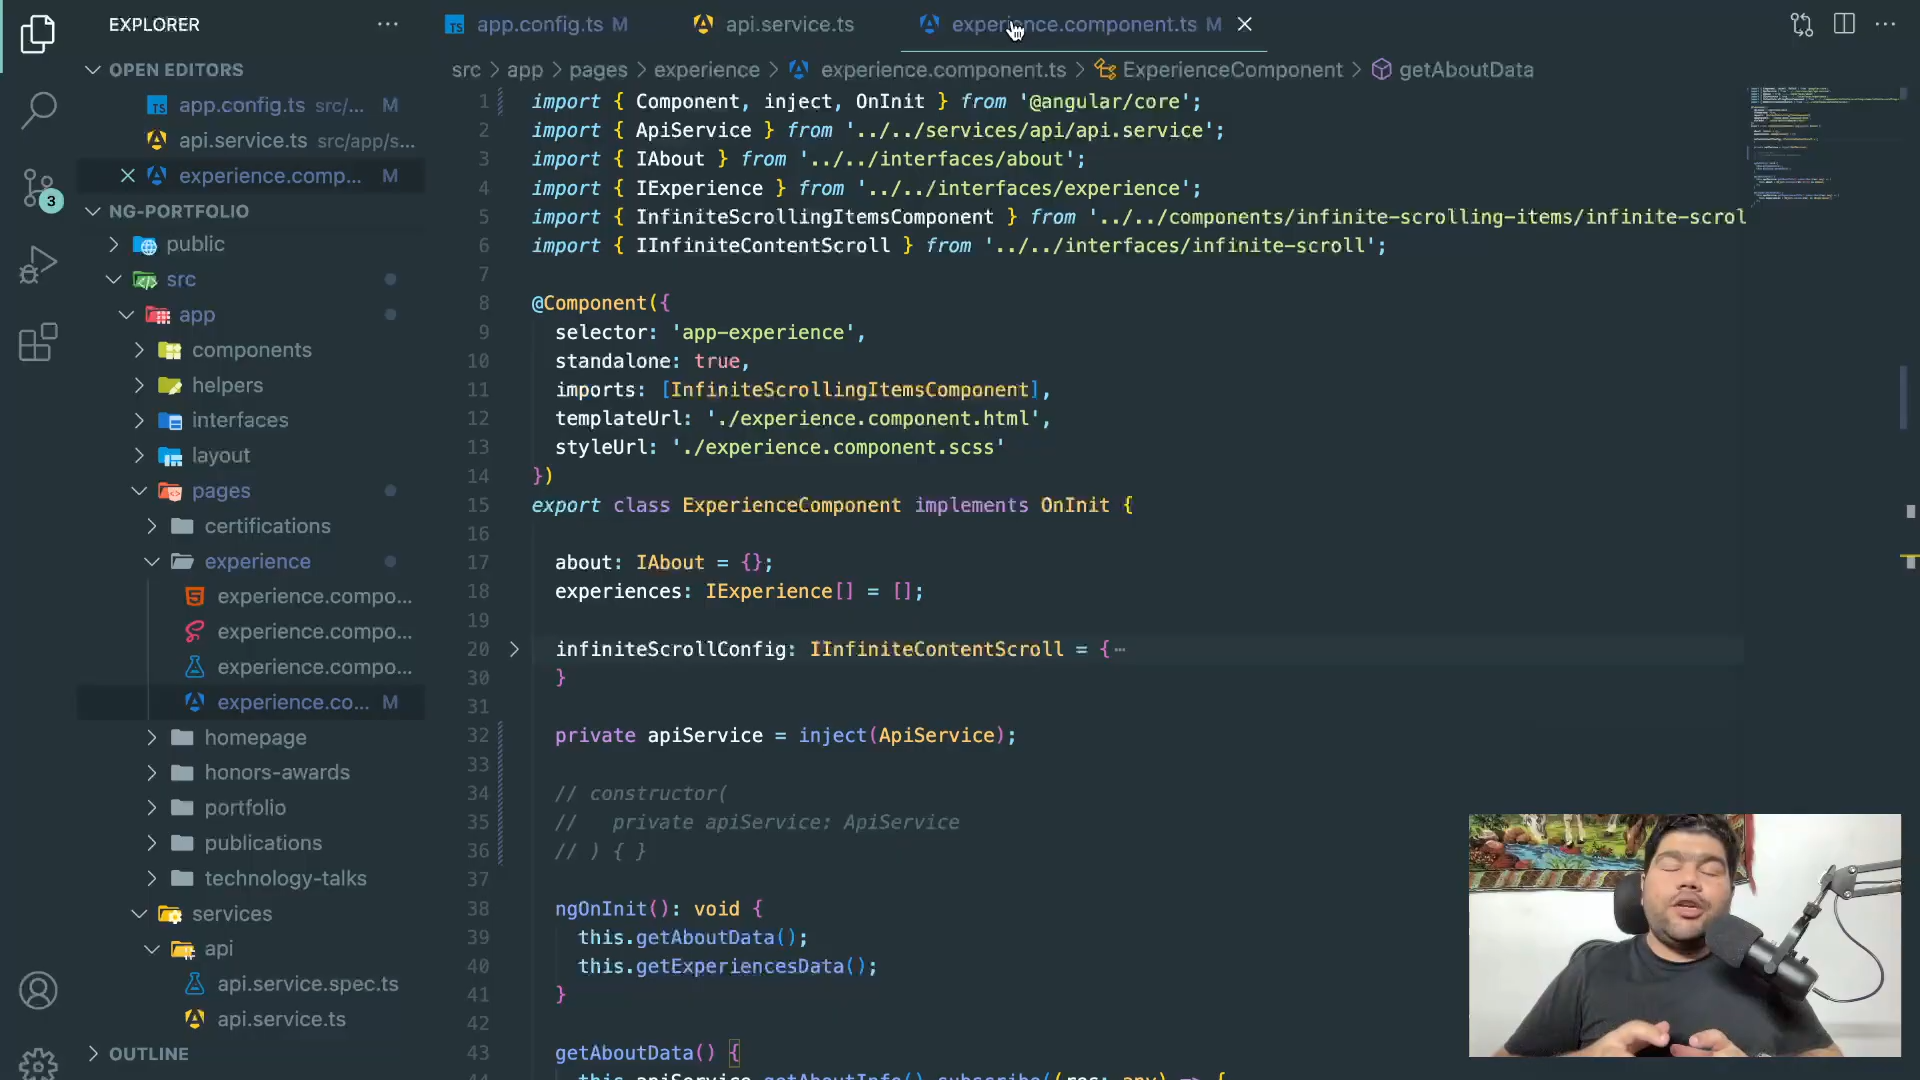 EXPLORER
app.config.ts M
api.service.ts
experience.component.ts M
OPEN EDITORS
app.config.ts src/... M
api.service.ts src/app/s...
experience.comp... M
3
NG-PORTFOLIO
public
src
app
components
helpers
interfaces
layout
pages
certifications
experience
experience.compo...
experience.compo...
experience.compo...
experience.co... M
homepage
honors-awards
portfolio
publications
technology-talks
services
api
api.service.spec.ts
api.service.ts
OUTLINE
src > app > pages > experience > experience.component.ts > ExperienceComponent > getAboutData
1 import { Component, inject, OnInit } from '@angular/core';
2 import { ApiService } from '../../services/api/api.service';
3 import { IAbout } from '../../interfaces/about';
4 import { IExperience } from '../../interfaces/experience';
5 import { InfiniteScrollingItemsComponent } from '../../components/infinite-scrolling-items/infinite-scrol
6 import { IInfiniteContentScroll } from '../../interfaces/infinite-scroll';
7
8 @Component({
9 selector: 'app-experience',
10 standalone: true,
11 imports: [InfiniteScrollingItemsComponent],
12 templateUrl: './experience.component.html',
13 styleUrl: './experience.component.scss'
14 })
15 export class ExperienceComponent implements OnInit {
16
17 about: IAbout = {};
18 experiences: IExperience[] = [];
19
20 infiniteScrollConfig: IInfiniteContentScroll = {⋯
30 }
31
32 private apiService = inject(ApiService);
33
34 // constructor(
35 // private apiService: ApiService
36 // ) { }
37
38 ngOnInit(): void {
39 this.getAboutData();
40 this.getExperiencesData();
41 }
42
43 getAboutData() {
44 this.apiService.getAboutInfo().subscribe((res: any) => {